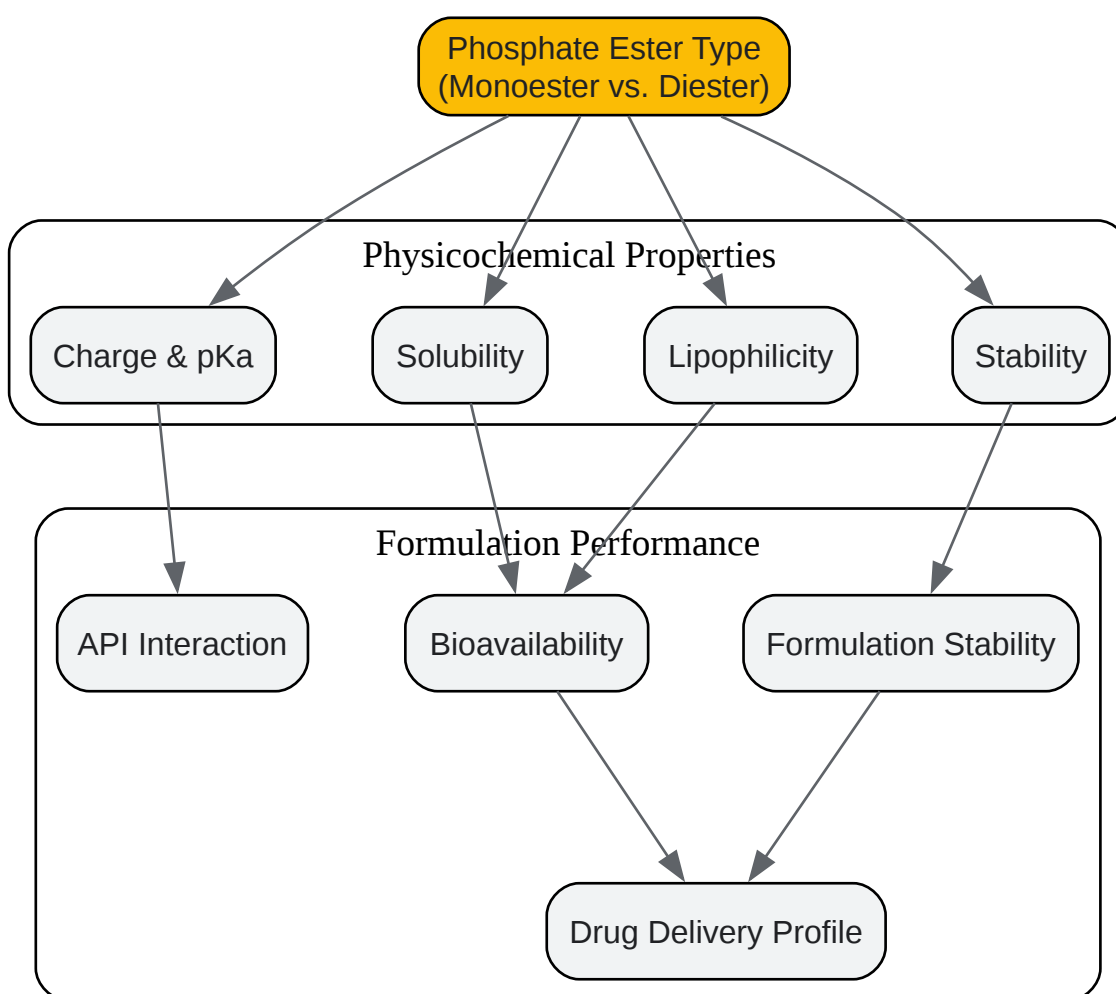 Phosphate Ester Type
(Monoester vs. Diester)
Physicochemical Properties
Charge & pKa
Solubility
Lipophilicity
Stability
Formulation Performance
API Interaction
Bioavailability
Formulation Stability
Drug Delivery Profile